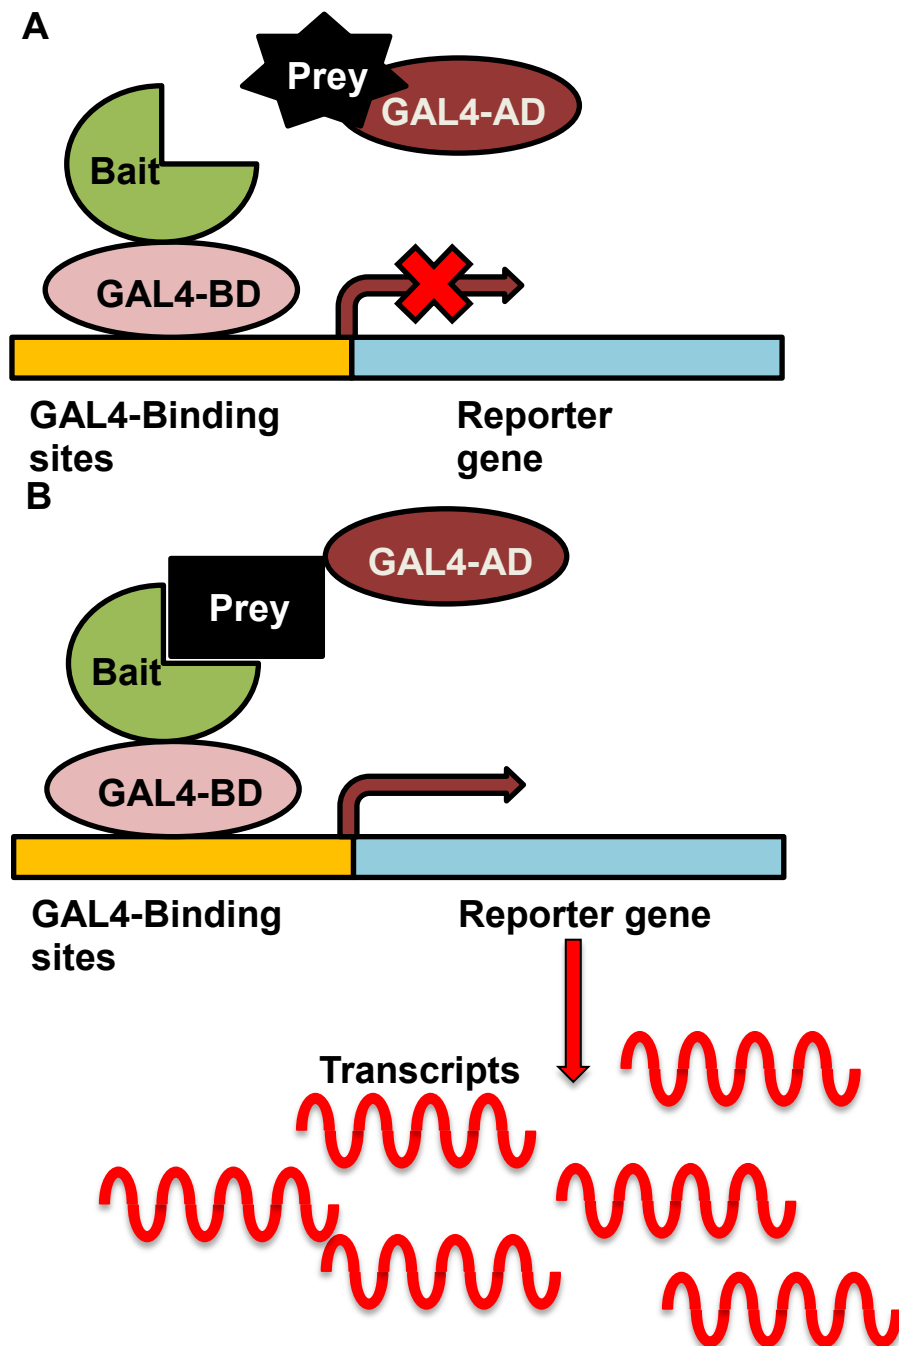 A
Prey
GAL4-AD
Bait
GAL4-BD
GAL4-Binding
sites
Reporter
gene
B
GAL4-AD
Prey
Bait
GAL4-BD
GAL4-Binding
sites
Reporter gene
Transcripts